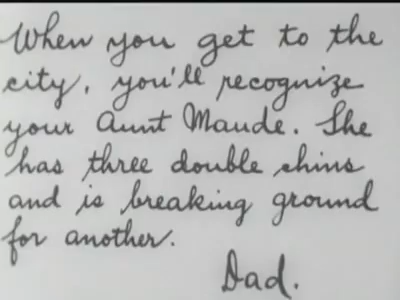 When you get to the
city, you'll recognize
your Aunt Maude. She
has three double chins
and is breaking ground
for another.
Dad.